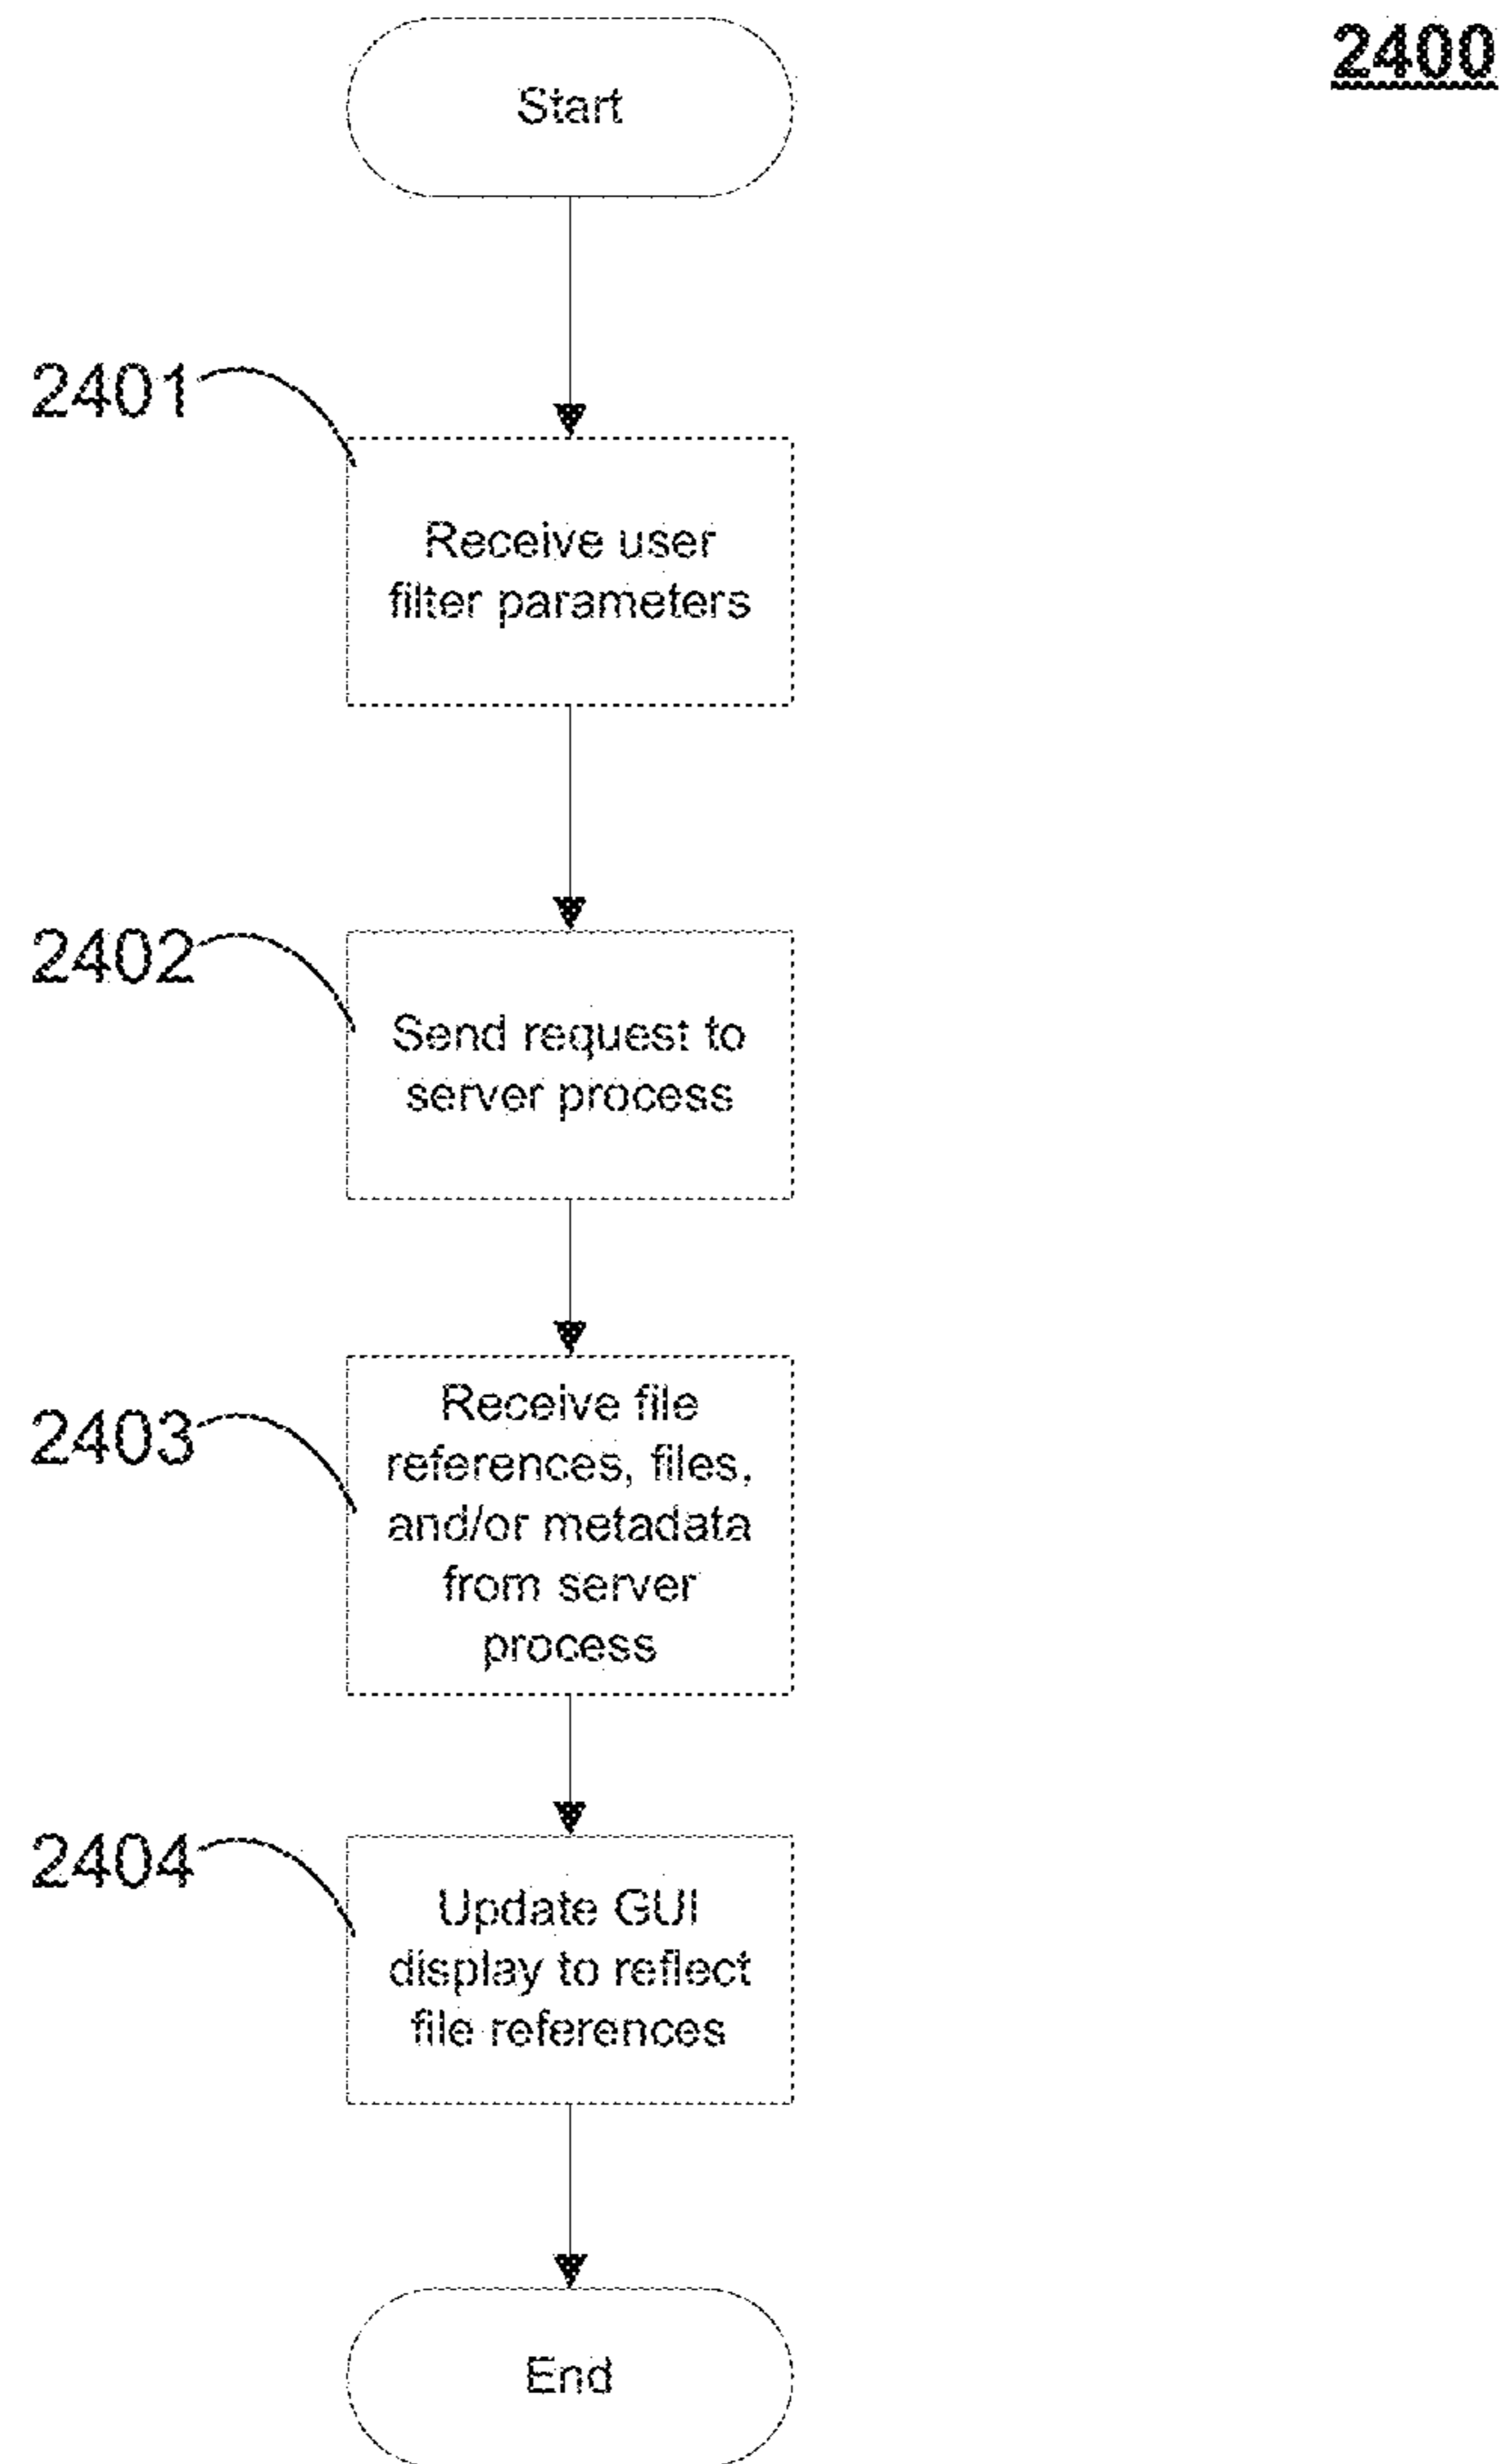 2400
Start
2401
Receive user
filter parameters
2402
Send request to
server process
2403
Receive file
references, files,
and/or metadata
from server
process
2404
Update GUI
display to reflect
file references
End